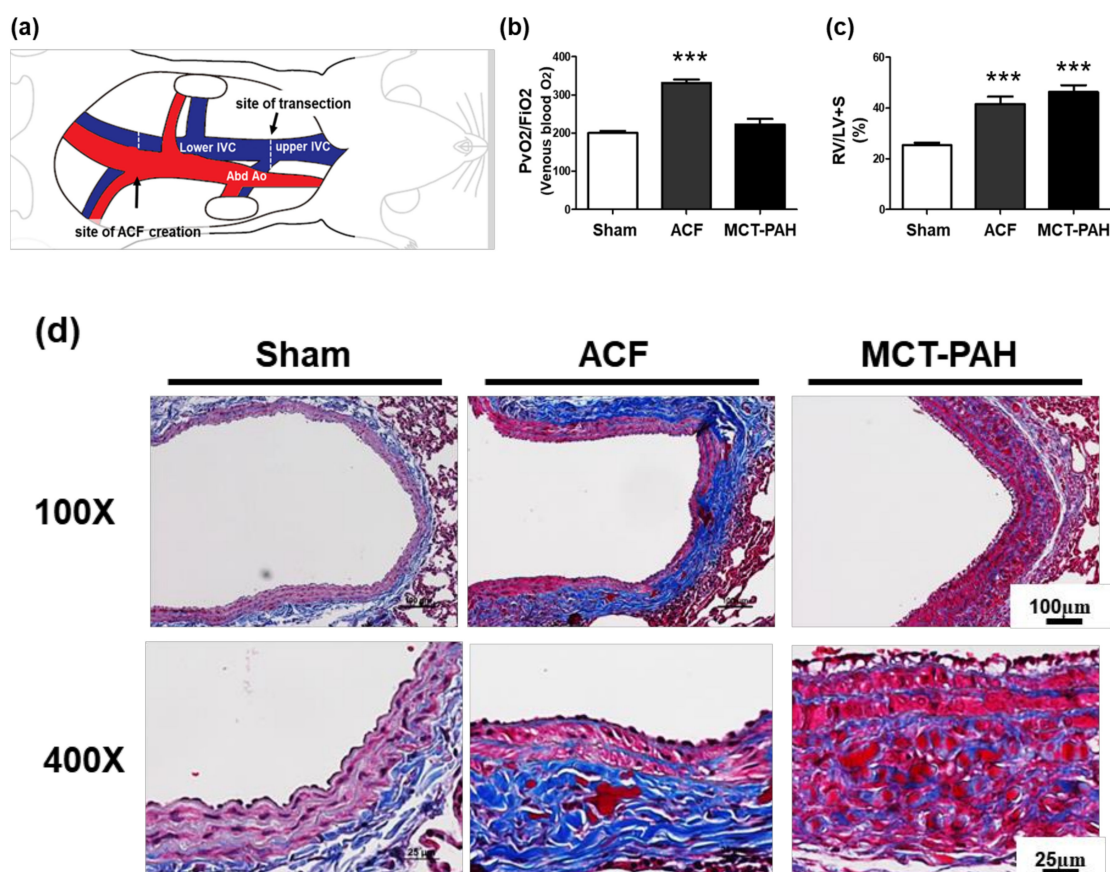 (a)
site of transection
Lower IVC
upper IVC
Abd Ao
site of ACF creation
(b)
PvO2/FiO2
(Venous blood O2)
400
300
200
100
0
***
Sham ACF MCT-PAH
(c)
RV/LV+S
(%)
60
40
20
0
***
***
Sham ACF MCT-PAH
(d)
Sham ACF MCT-PAH
100X
100μm
400X
25 μm
25μm